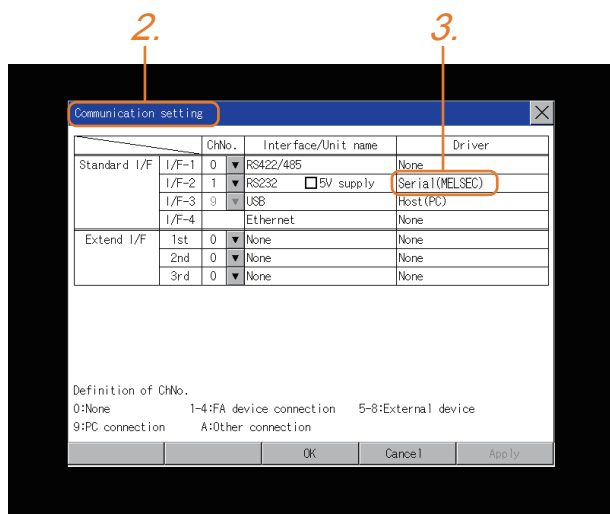 2. 3.
Communication setting
ChNo. Interface/Unit name Driver
Standard I/F I/F-1 0 RS422/485 None
I/F-2 1 RS232 5V supply Serial(MELSEC)
I/F-3 9 USB Host(PC)
I/F-4 Ethernet None
Extend I/F 1st 0 None None
2nd 0 None None
3rd 0 None None
Definition of ChNo.
0:None 1-4:FA device connection 5-8:External device
9:PC connection A:Other connection
OK Cancel Apply